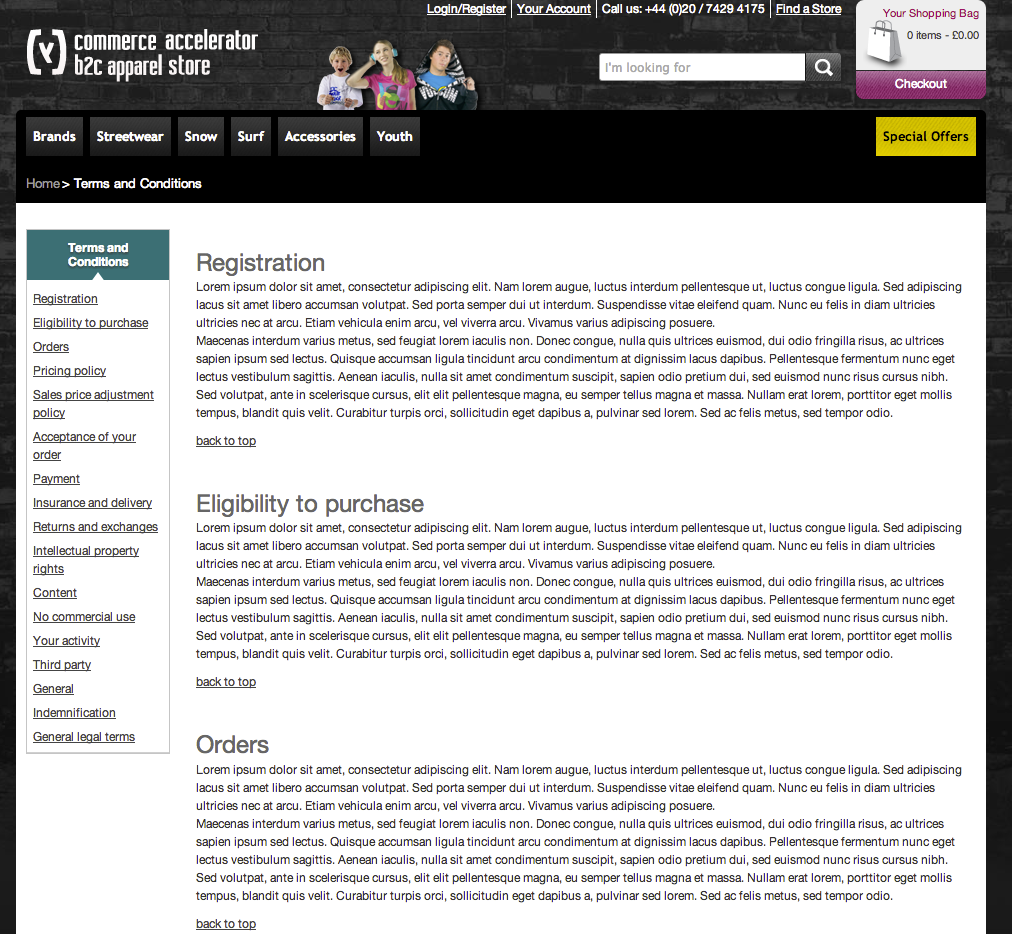 Login/Register
Your Account
Call us: +44 (0)20 / 7429 4175
Find a Store
Your Shopping Bag
0 items - £0.00
Checkout
(Y) commerce accelerator
b2c apparel store
I'm looking for
Brands
Streetwear
Snow
Surf
Accessories
Youth
Special Offers
Home > Terms and Conditions
Terms and
Conditions
Registration
Eligibility to purchase
Orders
Pricing policy
Sales price adjustment
policy
Acceptance of your
order
Payment
Insurance and delivery
Returns and exchanges
Intellectual property
rights
Content
No commercial use
Your activity
Third party
General
Indemnification
General legal terms
Registration
Lorem ipsum dolor sit amet, consectetur adipiscing elit. Nam lorem augue, luctus interdum pellentesque ut, luctus congue ligula. Sed adipiscing
lacus sit amet libero accumsan volutpat. Sed porta semper dui ut interdum. Suspendisse vitae eleifend quam. Nunc eu felis in diam ultricies
ultricies nec at arcu. Etiam vehicula enim arcu, vel viverra arcu. Vivamus varius adipiscing posuere.
Maecenas interdum varius metus, sed feugiat lorem iaculis non. Donec congue, nulla quis ultrices euismod, dui odio fringilla risus, ac ultrices
sapien ipsum sed lectus. Quisque accumsan ligula tincidunt arcu condimentum at dignissim lacus dapibus. Pellentesque fermentum nunc eget
lectus vestibulum sagittis. Aenean iaculis, nulla sit amet condimentum suscipit, sapien odio pretium dui, sed euismod nunc risus cursus nibh.
Sed volutpat, ante in scelerisque cursus, elit elit pellentesque magna, eu semper tellus magna et massa. Nullam erat lorem, porttitor eget mollis
tempus, blandit quis velit. Curabitur turpis orci, sollicitudin eget dapibus a, pulvinar sed lorem. Sed ac felis metus, sed tempor odio.
back to top
Eligibility to purchase
Lorem ipsum dolor sit amet, consectetur adipiscing elit. Nam lorem augue, luctus interdum pellentesque ut, luctus congue ligula. Sed adipiscing
lacus sit amet libero accumsan volutpat. Sed porta semper dui ut interdum. Suspendisse vitae eleifend quam. Nunc eu felis in diam ultricies
ultricies nec at arcu. Etiam vehicula enim arcu, vel viverra arcu. Vivamus varius adipiscing posuere.
Maecenas interdum varius metus, sed feugiat lorem iaculis non. Donec congue, nulla quis ultrices euismod, dui odio fringilla risus, ac ultrices
sapien ipsum sed lectus. Quisque accumsan ligula tincidunt arcu condimentum at dignissim lacus dapibus. Pellentesque fermentum nunc eget
lectus vestibulum sagittis. Aenean iaculis, nulla sit amet condimentum suscipit, sapien odio pretium dui, sed euismod nunc risus cursus nibh.
Sed volutpat, ante in scelerisque cursus, elit elit pellentesque magna, eu semper tellus magna et massa. Nullam erat lorem, porttitor eget mollis
tempus, blandit quis velit. Curabitur turpis orci, sollicitudin eget dapibus a, pulvinar sed lorem. Sed ac felis metus, sed tempor odio.
back to top
Orders
Lorem ipsum dolor sit amet, consectetur adipiscing elit. Nam lorem augue, luctus interdum pellentesque ut, luctus congue ligula. Sed adipiscing
lacus sit amet libero accumsan volutpat. Sed porta semper dui ut interdum. Suspendisse vitae eleifend quam. Nunc eu felis in diam ultricies
ultricies nec at arcu. Etiam vehicula enim arcu, vel viverra arcu. Vivamus varius adipiscing posuere.
Maecenas interdum varius metus, sed feugiat lorem iaculis non. Donec congue, nulla quis ultrices euismod, dui odio fringilla risus, ac ultrices
sapien ipsum sed lectus. Quisque accumsan ligula tincidunt arcu condimentum at dignissim lacus dapibus. Pellentesque fermentum nunc eget
lectus vestibulum sagittis. Aenean iaculis, nulla sit amet condimentum suscipit, sapien odio pretium dui, sed euismod nunc risus cursus nibh.
Sed volutpat, ante in scelerisque cursus, elit elit pellentesque magna, eu semper tellus magna et massa. Nullam erat lorem, porttitor eget mollis
tempus, blandit quis velit. Curabitur turpis orci, sollicitudin eget dapibus a, pulvinar sed lorem. Sed ac felis metus, sed tempor odio.
back to top